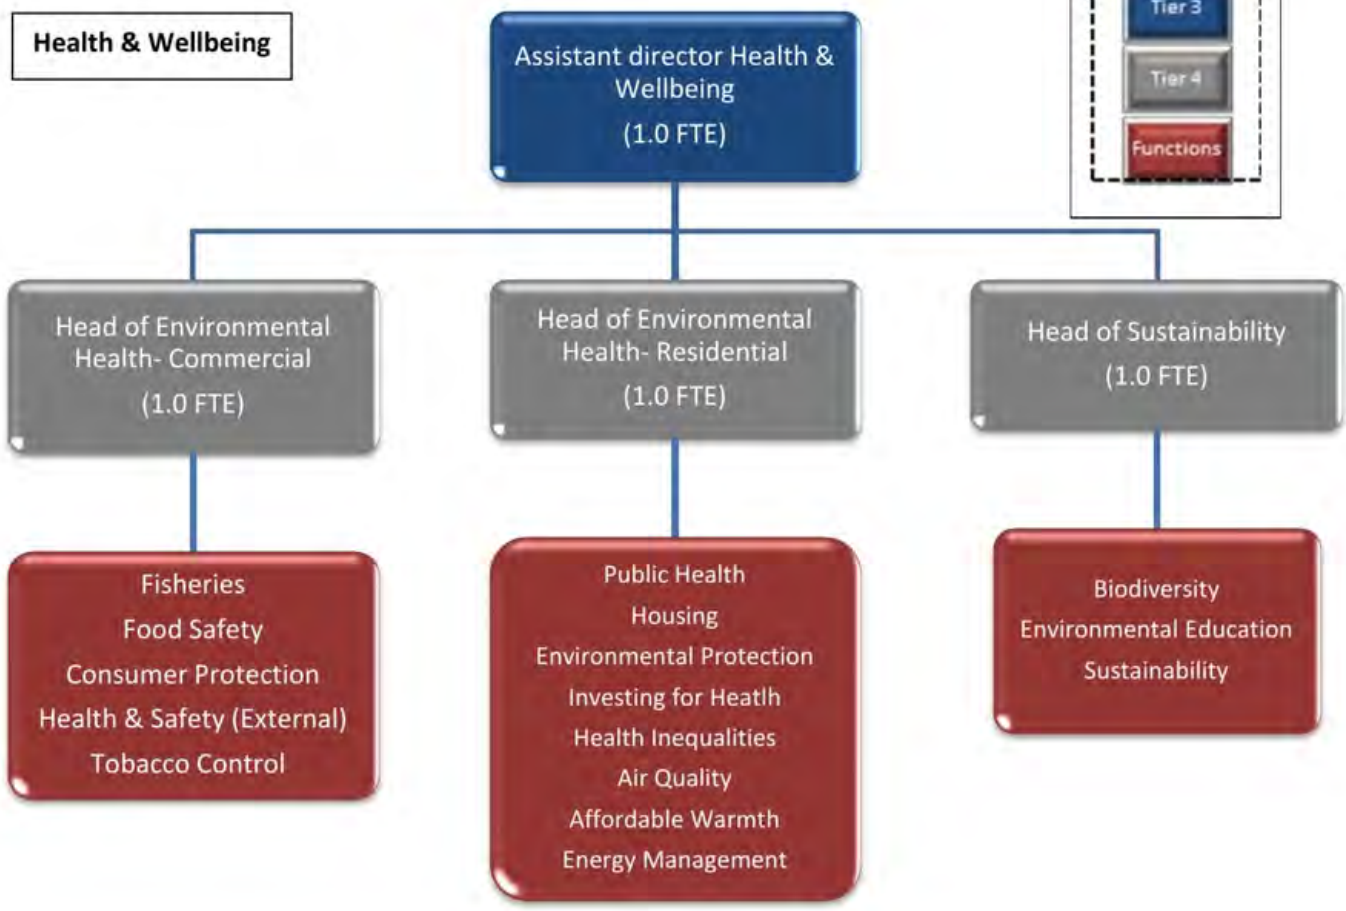 Health & Wellbeing
Tier 3
Tier 4
Functions
Assistant director Health &
Wellbeing
(1.0 FTE)
Head of Environmental
Health- Commercial
(1.0 FTE)
Head of Environmental
Health- Residential
(1.0 FTE)
Head of Sustainability
(1.0 FTE)
Fisheries
Food Safety
Consumer Protection
Health & Safety (External)
Tobacco Control
Public Health
Housing
Environmental Protection
Investing for Heatlh
Health Inequalities
Air Quality
Affordable Warmth
Energy Management
Biodiversity
Environmental Education
Sustainability